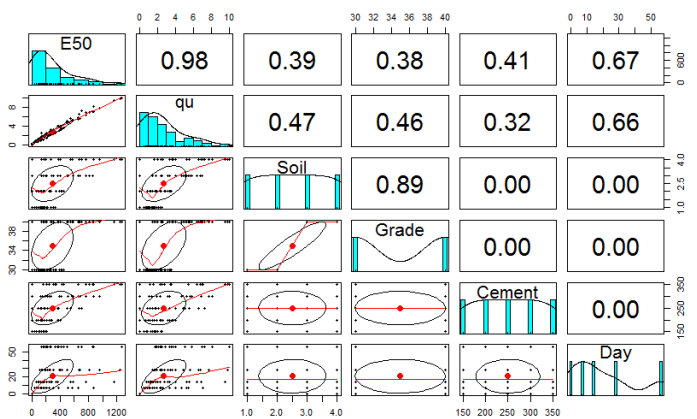 0 2 4 6 8 10 30 32 34 36 38 40 0 10 30 50
E50 0.98 0.39 0.38 0.41 0.67 0 600
0 4 8 qu 0.47 0.46 0.32 0.66
Soil 0.89 0.00 0.00 1.0 2.5 4.0
30 34 38 Grade 0.00 0.00
Cement 0.00 150 250 350
0 20 50 Day
0 400 800 1200 1.0 2.0 3.0 4.0 150 200 250 300 350